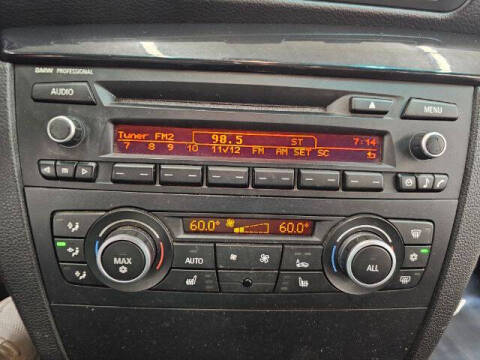 BMW PROFESSIONAL
AUDIO
MENU
Tuner FM2 98.5 ST 7:14
7 8 9 10 11/12 FM AM SET SC
60.0° 60.0°
MAX AUTO ALL